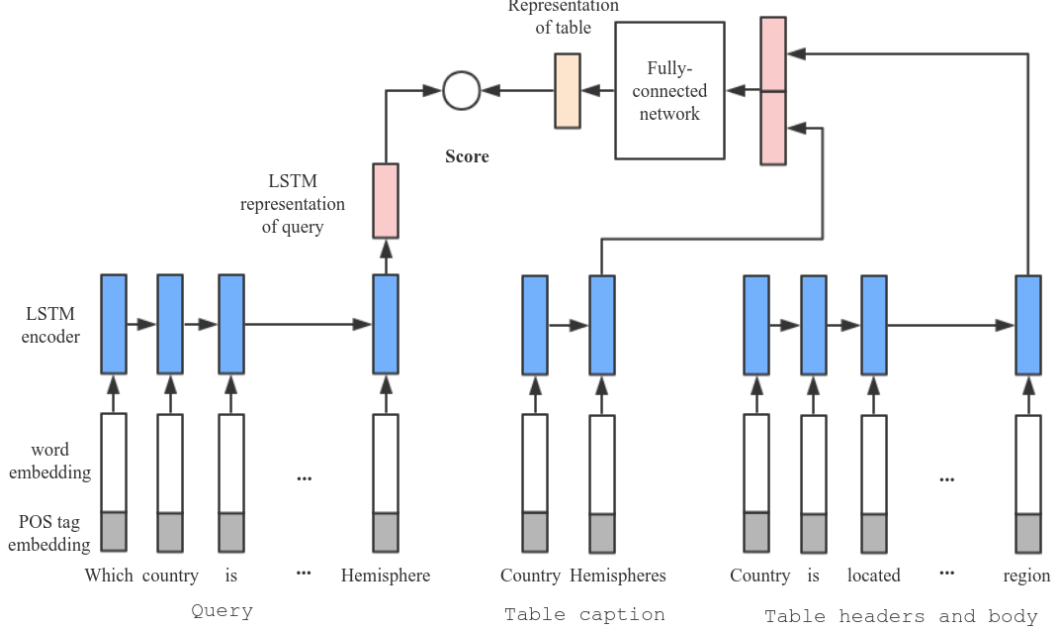 Representation
of table
Fully-
connected
network
Score
LSTM
representation
of query
LSTM
encoder
word
embedding
...
...
POS tag
embedding
Which country is ... Hemisphere
Country Hemispheres
Country is located ... region
Query
Table caption
Table headers and body